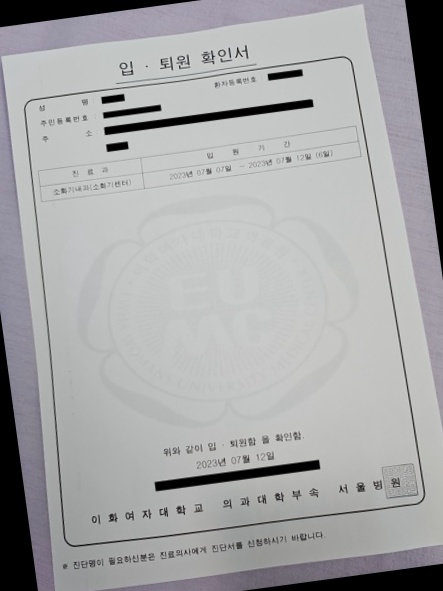 입 · 퇴원 확인서
환자등록번호 :
성 명
주민등록번호 :
주 소
진 료 과 입 원 기 간
소화기내과(소화기센터) 2023년 07월 07일 ~ 2023년 07월 12일 (6일)
EU
MC
위와 같이 입 · 퇴원함 을 확인함.
2023년 07월 12일
이 화 여 자 대 학 교 의 과 대 학 부 속 서 울 병 원
※ 진단명이 필요하신분은 진료의사에게 진단서를 신청하시기 바랍니다.